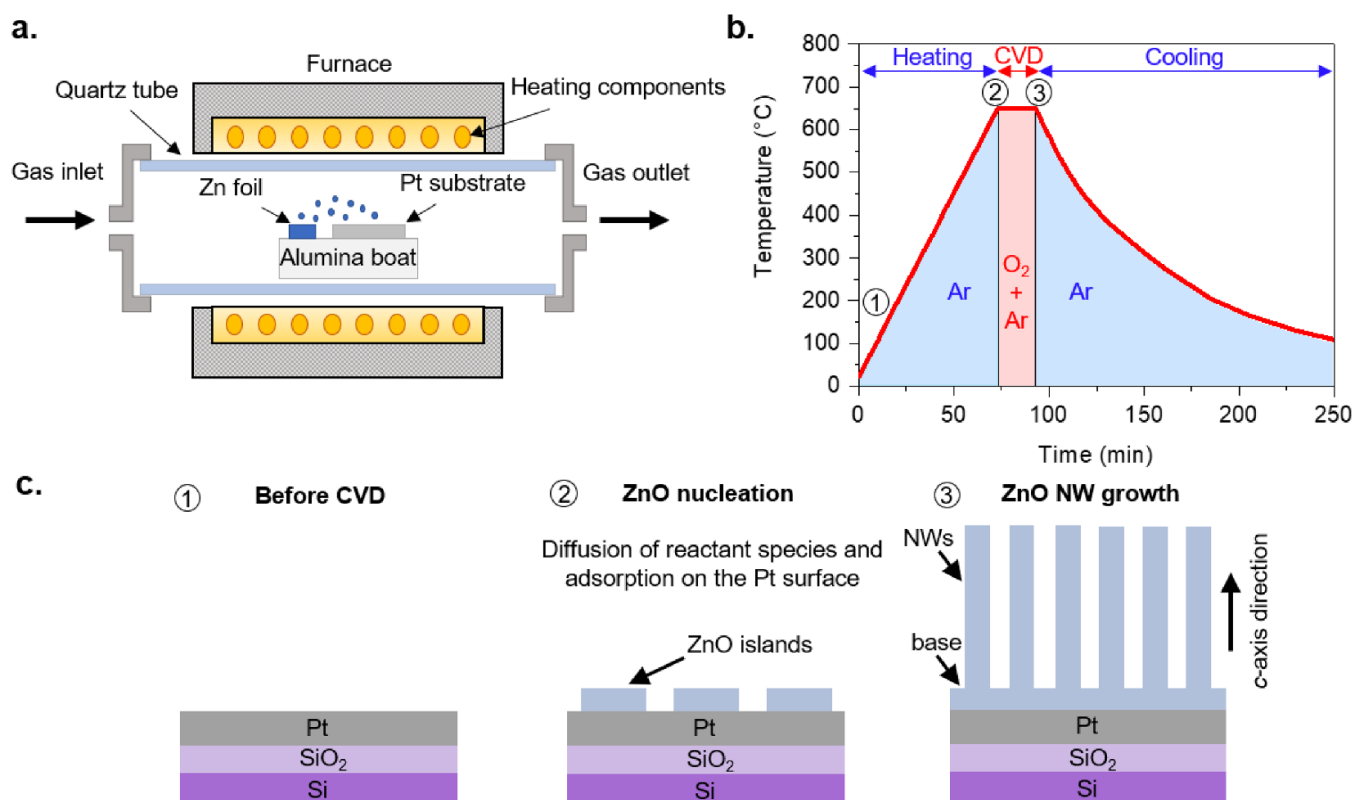 a.
Furnace
Quartz tube
Heating components
Gas inlet
Zn foil
Pt substrate
Gas outlet
Alumina boat
b.
800
700
600
500
400
300
200
100
0
Temperature (°C)
Heating
CVD
Cooling
②
③
①
Ar
O₂
+
Ar
Ar
0
50
100
150
200
250
Time (min)
c.
① Before CVD
Pt
SiO₂
Si
② ZnO nucleation
Diffusion of reactant species and
adsorption on the Pt surface
ZnO islands
Pt
SiO₂
Si
③ ZnO NW growth
NWs
base
c-axis direction
Pt
SiO₂
Si